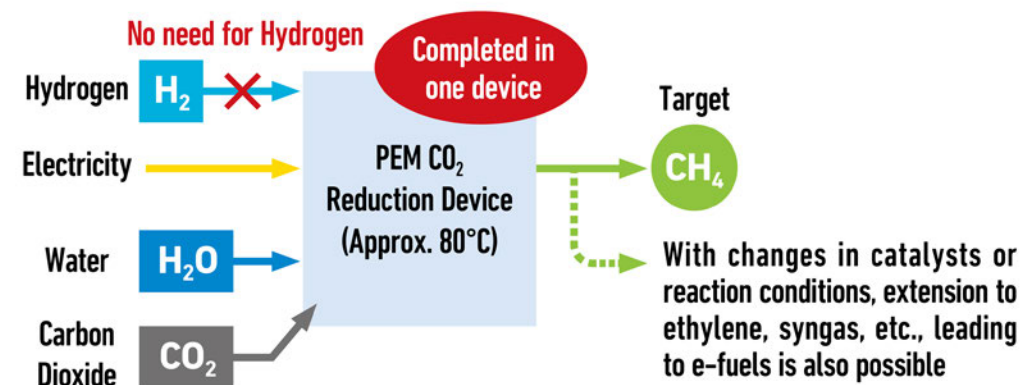 No need for Hydrogen
Completed in
one device
Hydrogen
H₂
Target
Electricity
PEM CO₂
Reduction Device
(Approx. 80°C)
CH₄
Water
H₂O
With changes in catalysts or
reaction conditions, extension to
ethylene, syngas, etc., leading
to e-fuels is also possible
Carbon
Dioxide
CO₂